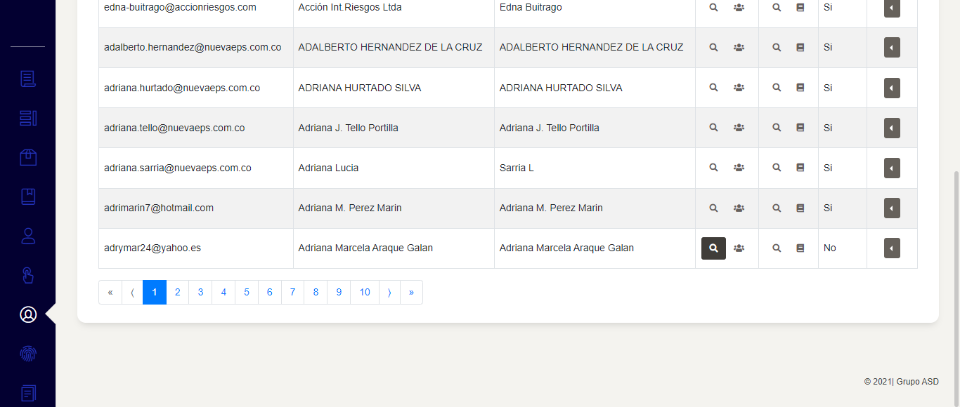 edna-buitrago@accionriesgos.com Acción Int.Riesgos Ltda Edna Buitrago Si
adalberto.hernandez@nuevaeps.com.co ADALBERTO HERNANDEZ DE LA CRUZ ADALBERTO HERNANDEZ DE LA CRUZ Si
adriana.hurtado@nuevaeps.com.co ADRIANA HURTADO SILVA ADRIANA HURTADO SILVA Si
adriana.tello@nuevaeps.com.co Adriana J. Tello Portilla Adriana J. Tello Portilla Si
adriana.sarria@nuevaeps.com.co Adriana Lucia Sarria L Si
adrimarin7@hotmail.com Adriana M. Perez Marin Adriana M. Perez Marin Si
adrymar24@yahoo.es Adriana Marcela Araque Galan Adriana Marcela Araque Galan No
« ⟨ 1 2 3 4 5 6 7 8 9 10 ⟩ »
© 2021| Grupo ASD